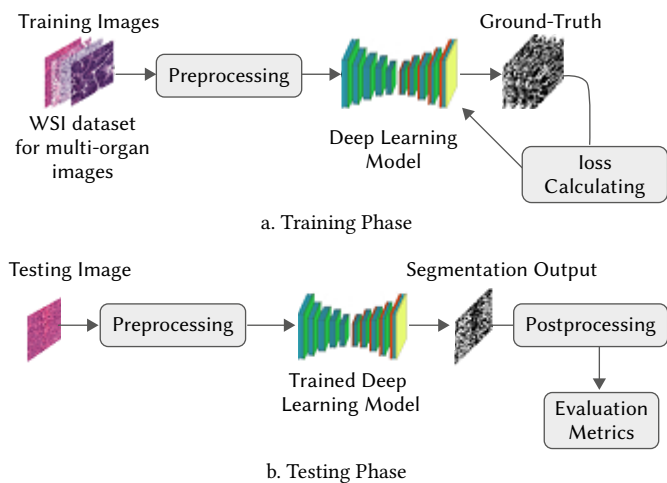 Training Images
Ground-Truth
Preprocessing
WSI dataset
for multi-organ
images
Deep Learning
Model
loss
Calculating
a. Training Phase
Testing Image
Segmentation Output
Preprocessing
Postprocessing
Trained Deep
Learning Model
Evaluation
Metrics
b. Testing Phase